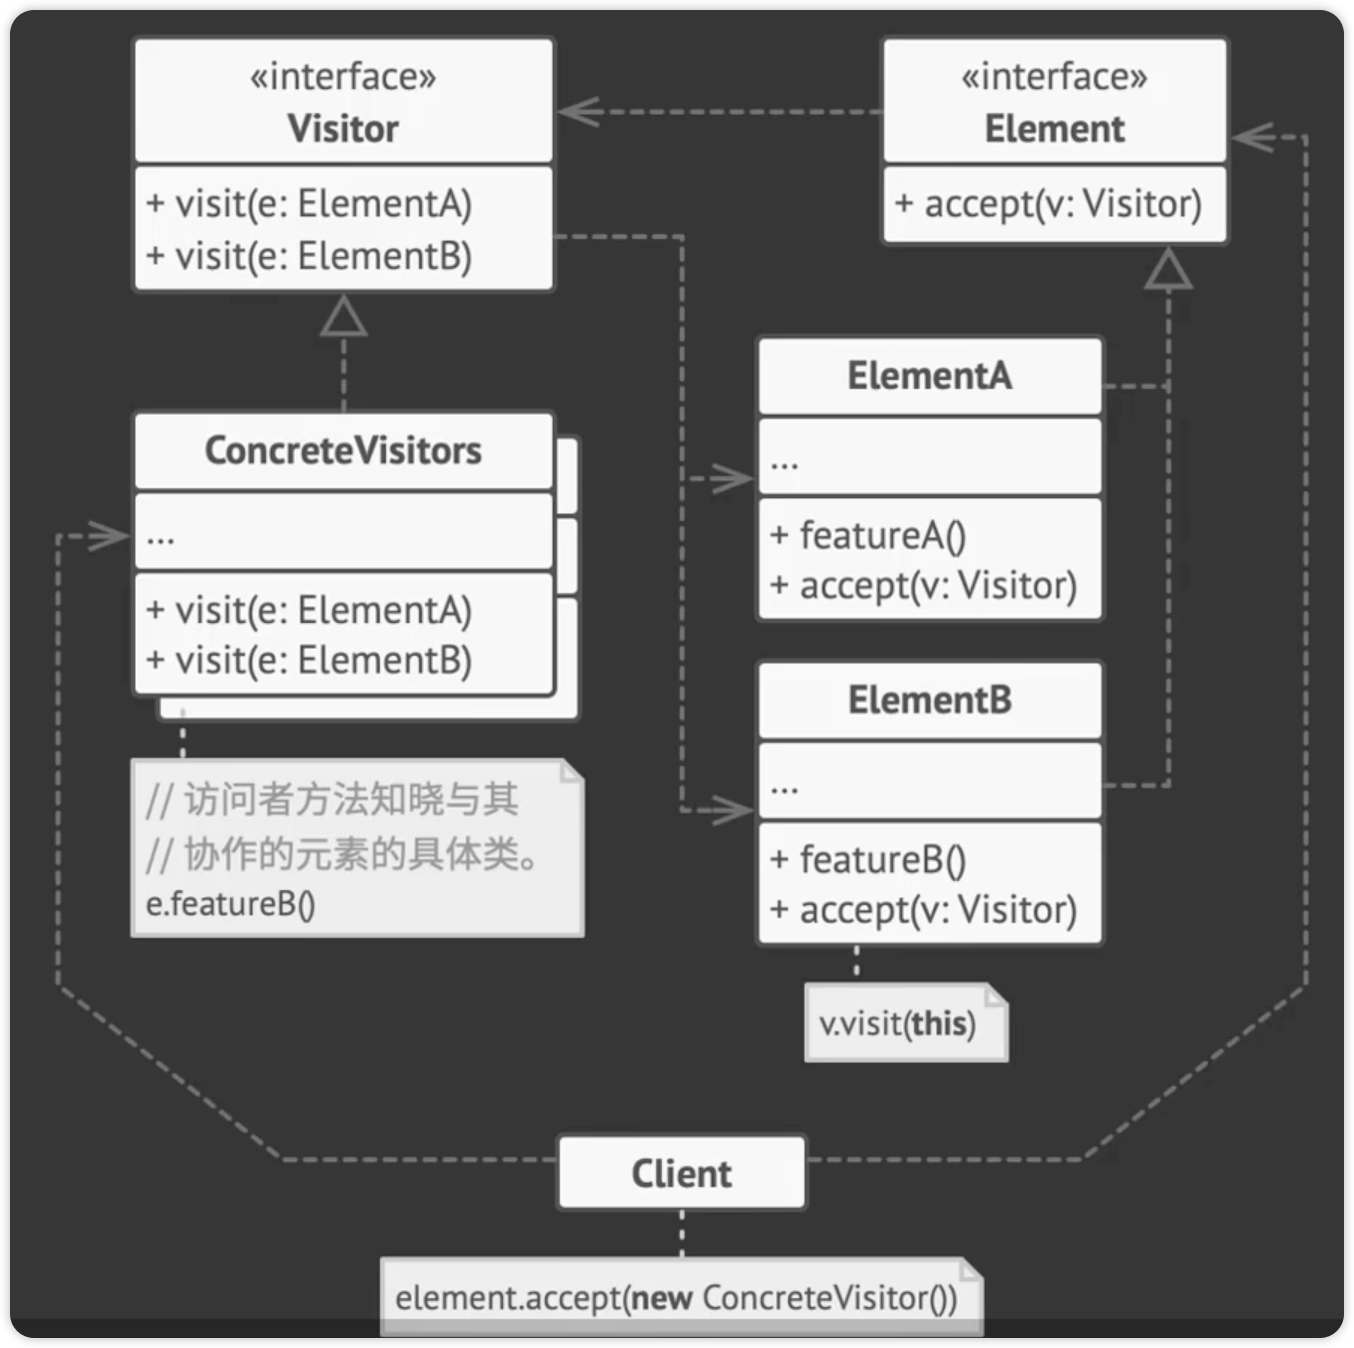 «interface»
Visitor
+ visit(e: ElementA)
+ visit(e: ElementB)
«interface»
Element
+ accept(v: Visitor)
ConcreteVisitors
...
+ visit(e: ElementA)
+ visit(e: ElementB)
// 访问者方法知晓与其
// 协作的元素的具体类。
e.featureB()
ElementA
...
+ featureA()
+ accept(v: Visitor)
ElementB
...
+ featureB()
+ accept(v: Visitor)
v.visit(this)
Client
element.accept(new ConcreteVisitor())